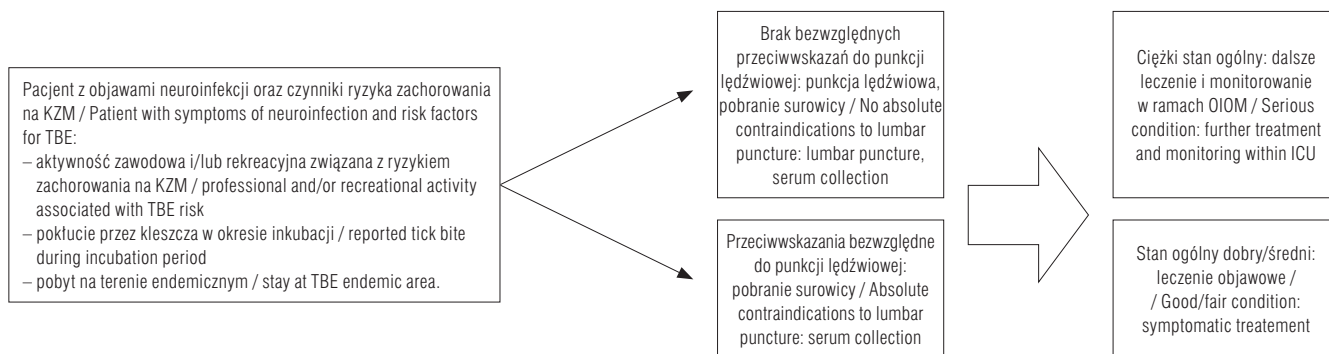 Pacjent z objawami neuroinfekcji oraz czynniki ryzyka zachorowania
na KZM / Patient with symptoms of neuroinfection and risk factors
for TBE:
– aktywność zawodowa i/lub rekreacyjna związana z ryzykiem
zachorowania na KZM / professional and/or recreational activity
associated with TBE risk
– pokłucie przez kleszcza w okresie inkubacji / reported tick bite
during incubation period
– pobyt na terenie endemicznym / stay at TBE endemic area.
Brak bezwzględnych
przeciwwskazań do punkcji
lędźwiowej: punkcja lędźwiowa,
pobranie surowicy / No absolute
contraindications to lumbar
puncture: lumbar puncture,
serum collection
Przeciwwskazania bezwzględne
do punkcji lędźwiowej:
pobranie surowicy / Absolute
contraindications to lumbar
puncture: serum collection
Ciężki stan ogólny: dalsze
leczenie i monitorowanie
w ramach OIOM / Serious
condition: further treatment
and monitoring within ICU
Stan ogólny dobry/średni:
leczenie objawowe /
/ Good/fair condition:
symptomatic treatement